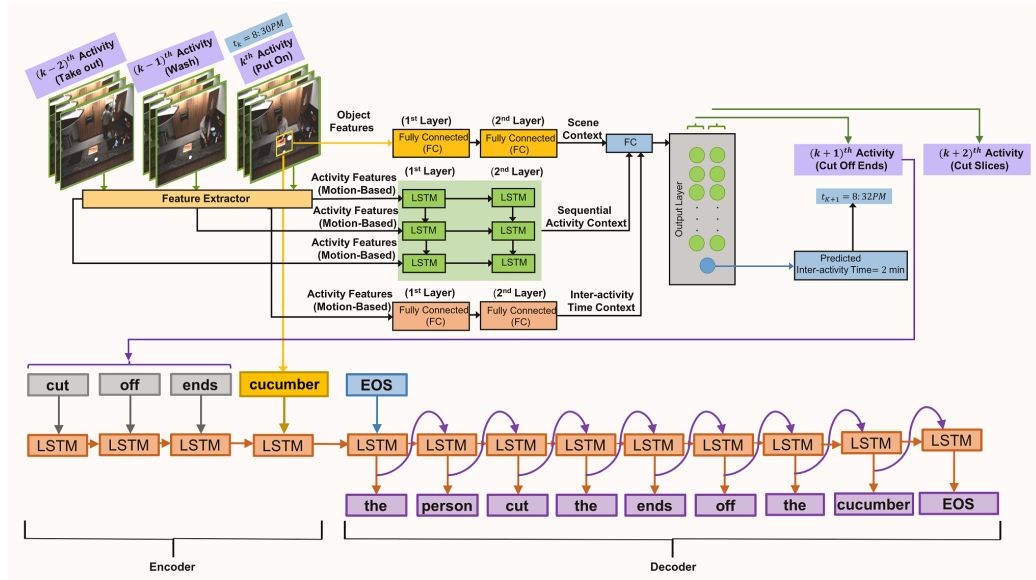 $t_K = 8:30PM$
$(k-2)^{th}$ Activity
(Take out)
$(k-1)^{th}$ Activity
(Wash)
$k^{th}$ Activity
(Put On)
Object
Features
(1st Layer)
(2nd Layer)
Scene
Context
Fully Connected
(FC)
Fully Connected
(FC)
FC
$(k+1)^{th}$ Activity
(Cut Off Ends)
$(k+2)^{th}$ Activity
(Cut Slices)
(1st Layer)
(2nd Layer)
Feature Extractor
Activity Features
(Motion-Based)
Activity Features
(Motion-Based)
Activity Features
(Motion-Based)
LSTM
LSTM
LSTM
LSTM
LSTM
LSTM
Sequential
Activity Context
Output Layer
$t_{K+1} = 8:32PM$
Predicted
Inter-activity Time= 2 min
Activity Features
(Motion-Based)
(1st Layer)
(2nd Layer)
Fully Connected
(FC)
Fully Connected
(FC)
Inter-activity
Time Context
cut
off
ends
cucumber
EOS
LSTM
LSTM
LSTM
LSTM
LSTM
LSTM
LSTM
LSTM
LSTM
LSTM
LSTM
LSTM
LSTM
the
person
cut
the
ends
off
the
cucumber
EOS
Encoder
Decoder